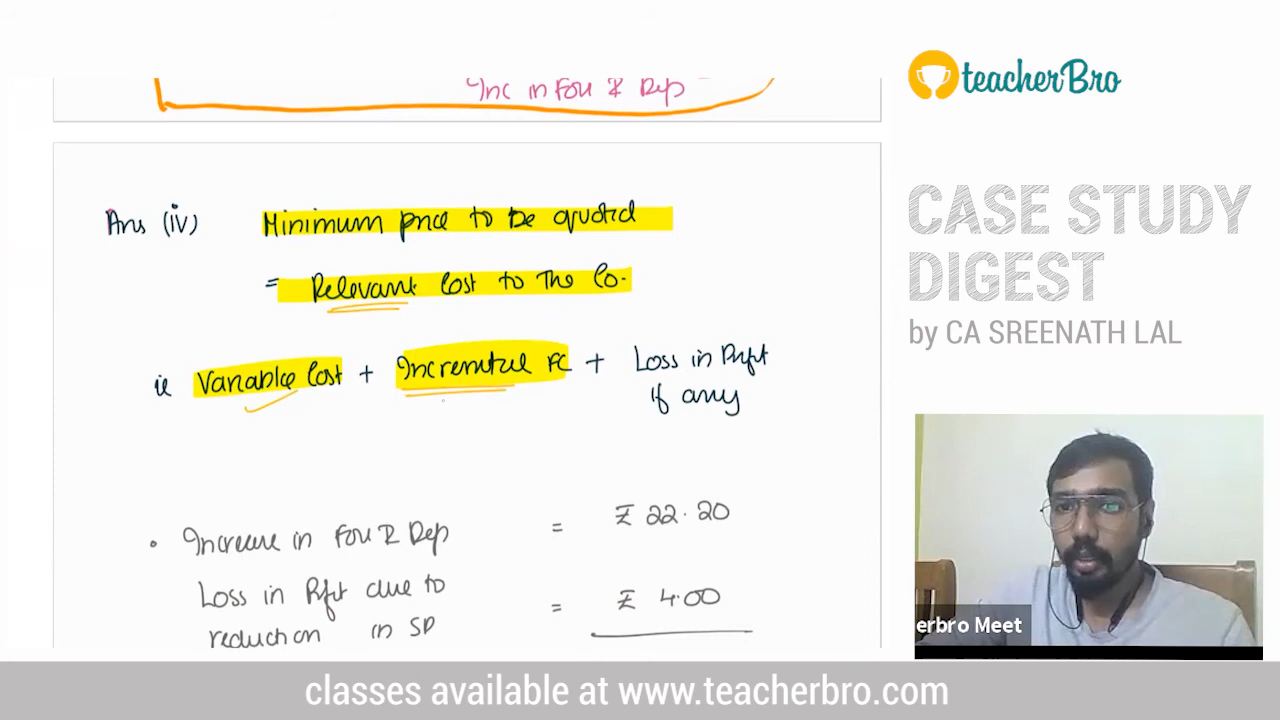 Inc in FOH & Dep
teacherBro
Ans (iv) Minimum price to be quoted
= Relevant Cost to the Co.
ie Variable Cost + Incremental FC + Loss in Profit
if any
CASE STUDY
DIGEST
by CA SREENATH LAL
• Increase in FOH & Dep = ₹ 22.20
Loss in Profit due to
reduction in SP = ₹ 4.00
erbro Meet
classes available at www.teacherbro.com